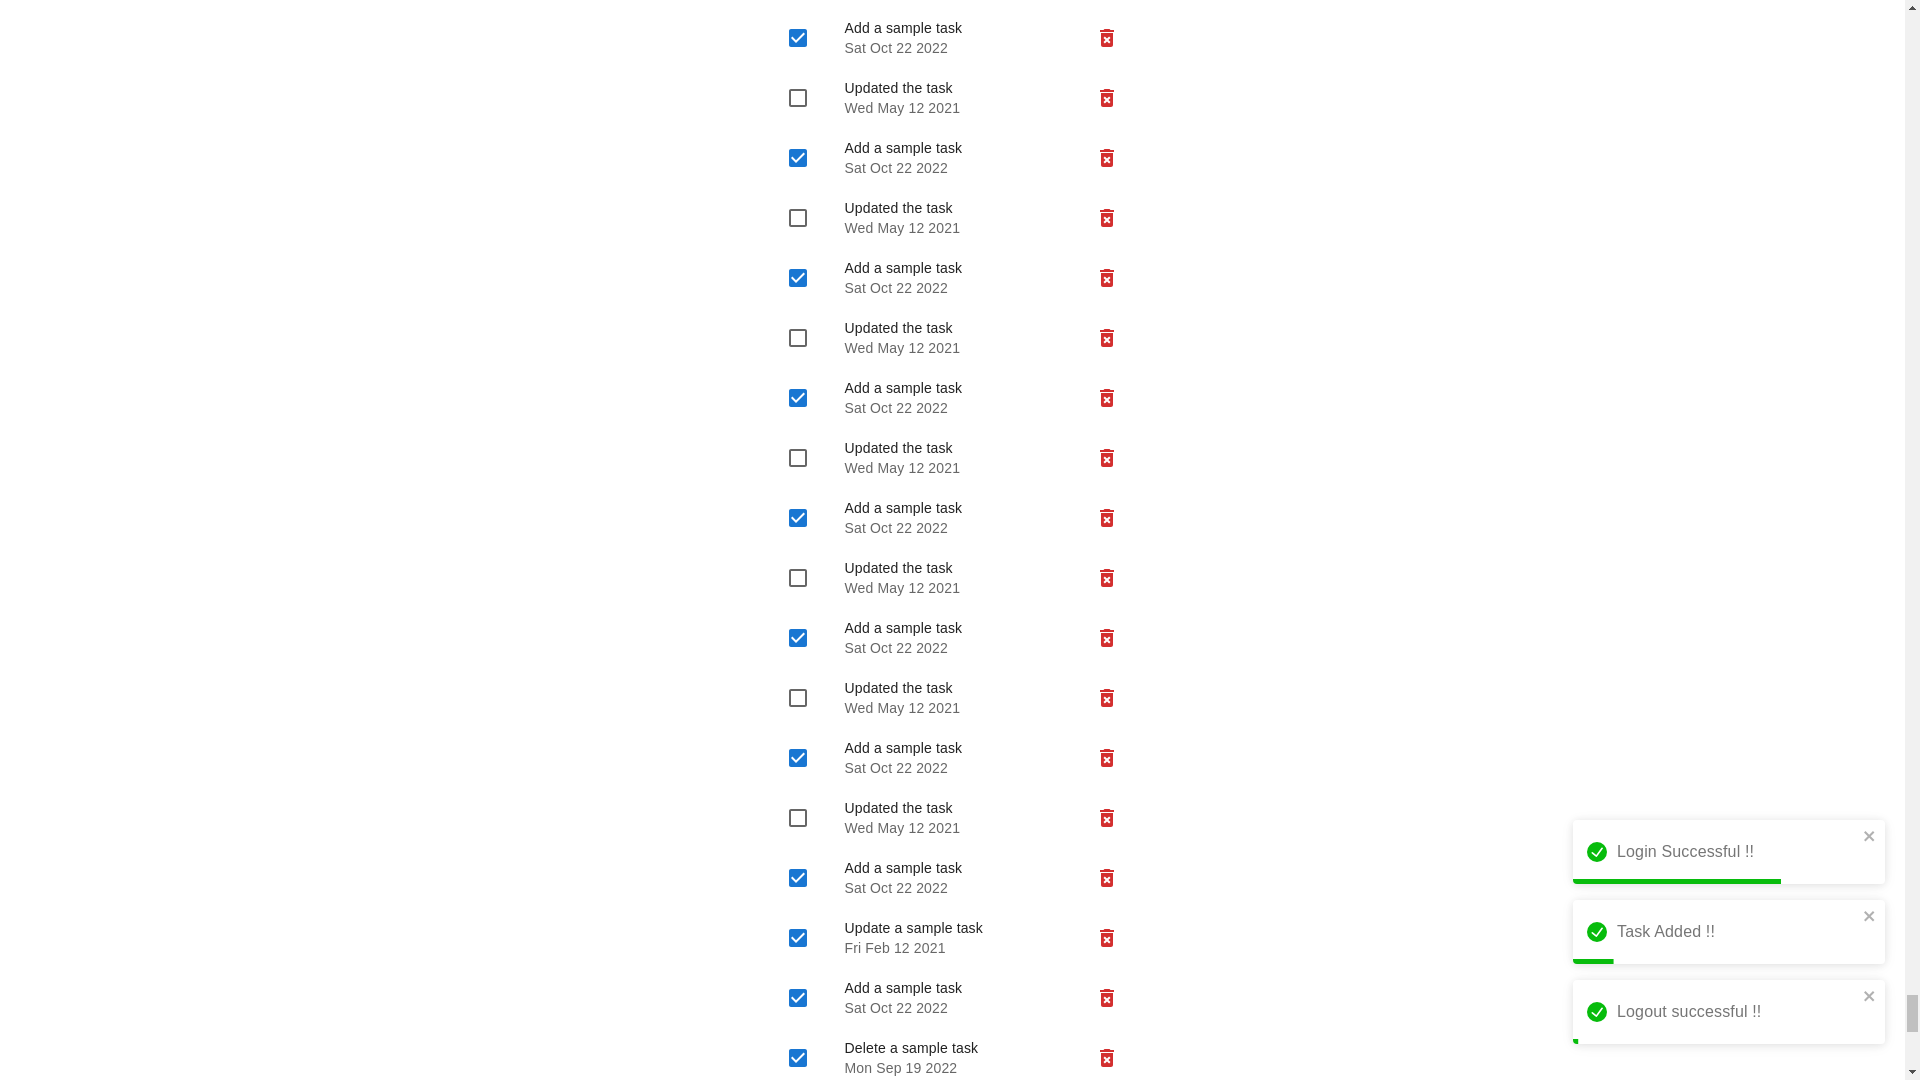 Add a sample task
Sat Oct 22 2022
Updated the task
Wed May 12 2021
Add a sample task
Sat Oct 22 2022
Updated the task
Wed May 12 2021
Add a sample task
Sat Oct 22 2022
Updated the task
Wed May 12 2021
Add a sample task
Sat Oct 22 2022
Updated the task
Wed May 12 2021
Add a sample task
Sat Oct 22 2022
Updated the task
Wed May 12 2021
Add a sample task
Sat Oct 22 2022
Updated the task
Wed May 12 2021
Add a sample task
Sat Oct 22 2022
Updated the task
Wed May 12 2021
Add a sample task
Sat Oct 22 2022
Update a sample task
Fri Feb 12 2021
Add a sample task
Sat Oct 22 2022
Delete a sample task
Mon Sep 19 2022
Login Successful !!
Task Added !!
Logout successful !!